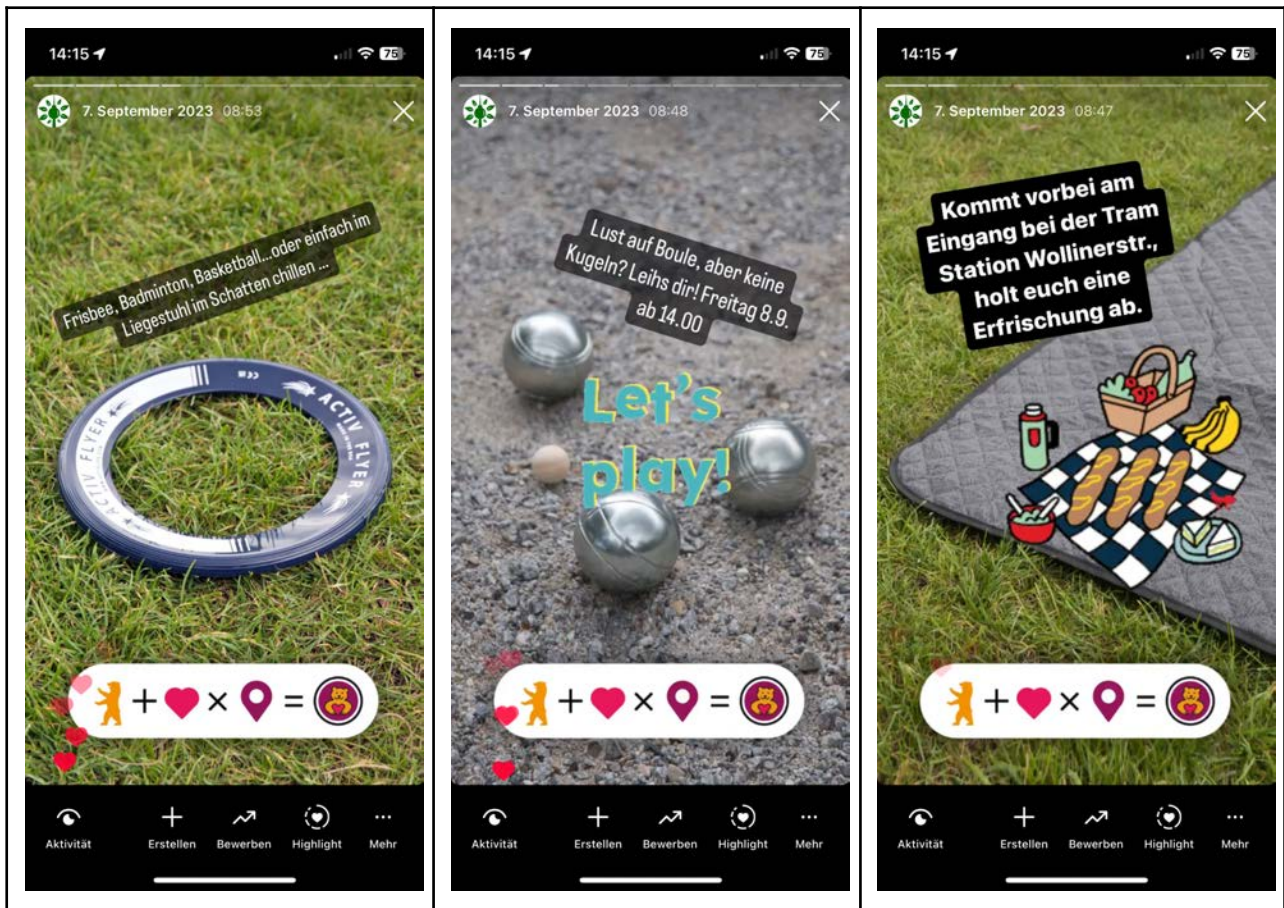 14:15
75
7. September 2023 08:53
Frisbee, Badminton, Basketball...oder einfach im
Liegestuhl im Schatten chillen ...
ACTIV FLYER
ACTIV FLYER
Aktivität
Erstellen
Bewerben
Highlight
Mehr
14:15
75
7. September 2023 08:48
Lust auf Boule, aber keine
Kugeln? Leihs dir! Freitag 8.9.
ab 14.00
Let's
play!
Aktivität
Erstellen
Bewerben
Highlight
Mehr
14:15
75
7. September 2023 08:47
Kommt vorbei am
Eingang bei der Tram
Station Wollinerstr.,
holt euch eine
Erfrischung ab.
Aktivität
Erstellen
Bewerben
Highlight
Mehr